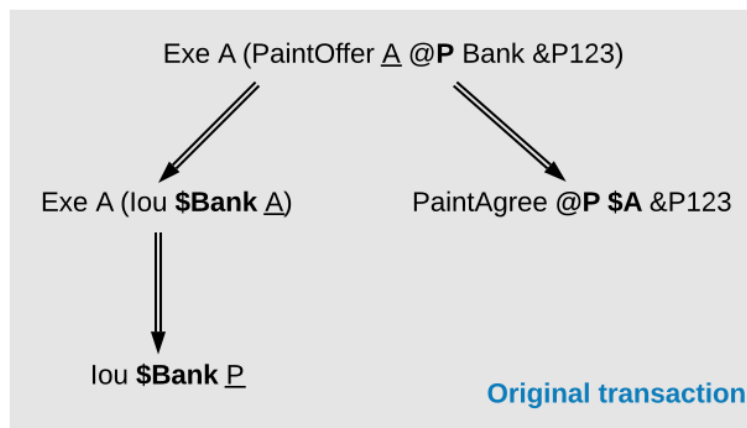 Exe A (PaintOffer A @P Bank &P123)
Exe A (Iou $Bank A)
PaintAgree @P $A &P123
Iou $Bank P
Original transaction